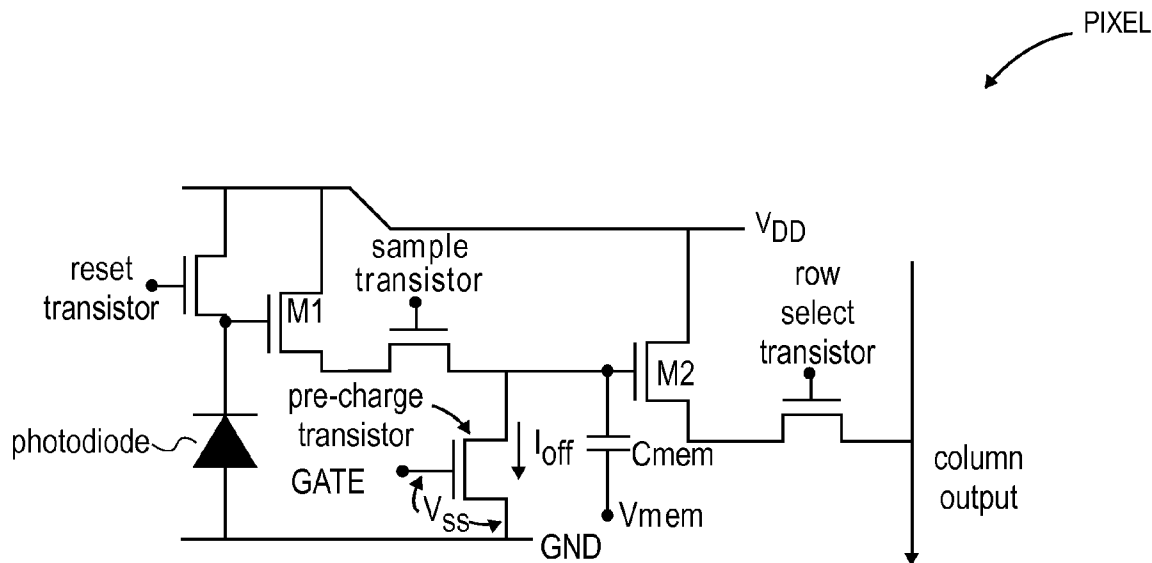 PIXEL
VDD
sample
transistor
reset
transistor
row
select
transistor
M1
M2
pre-charge
transistor
photodiode
Ioff
Cmem
GATE
VSS
Vmem
column
output
GND